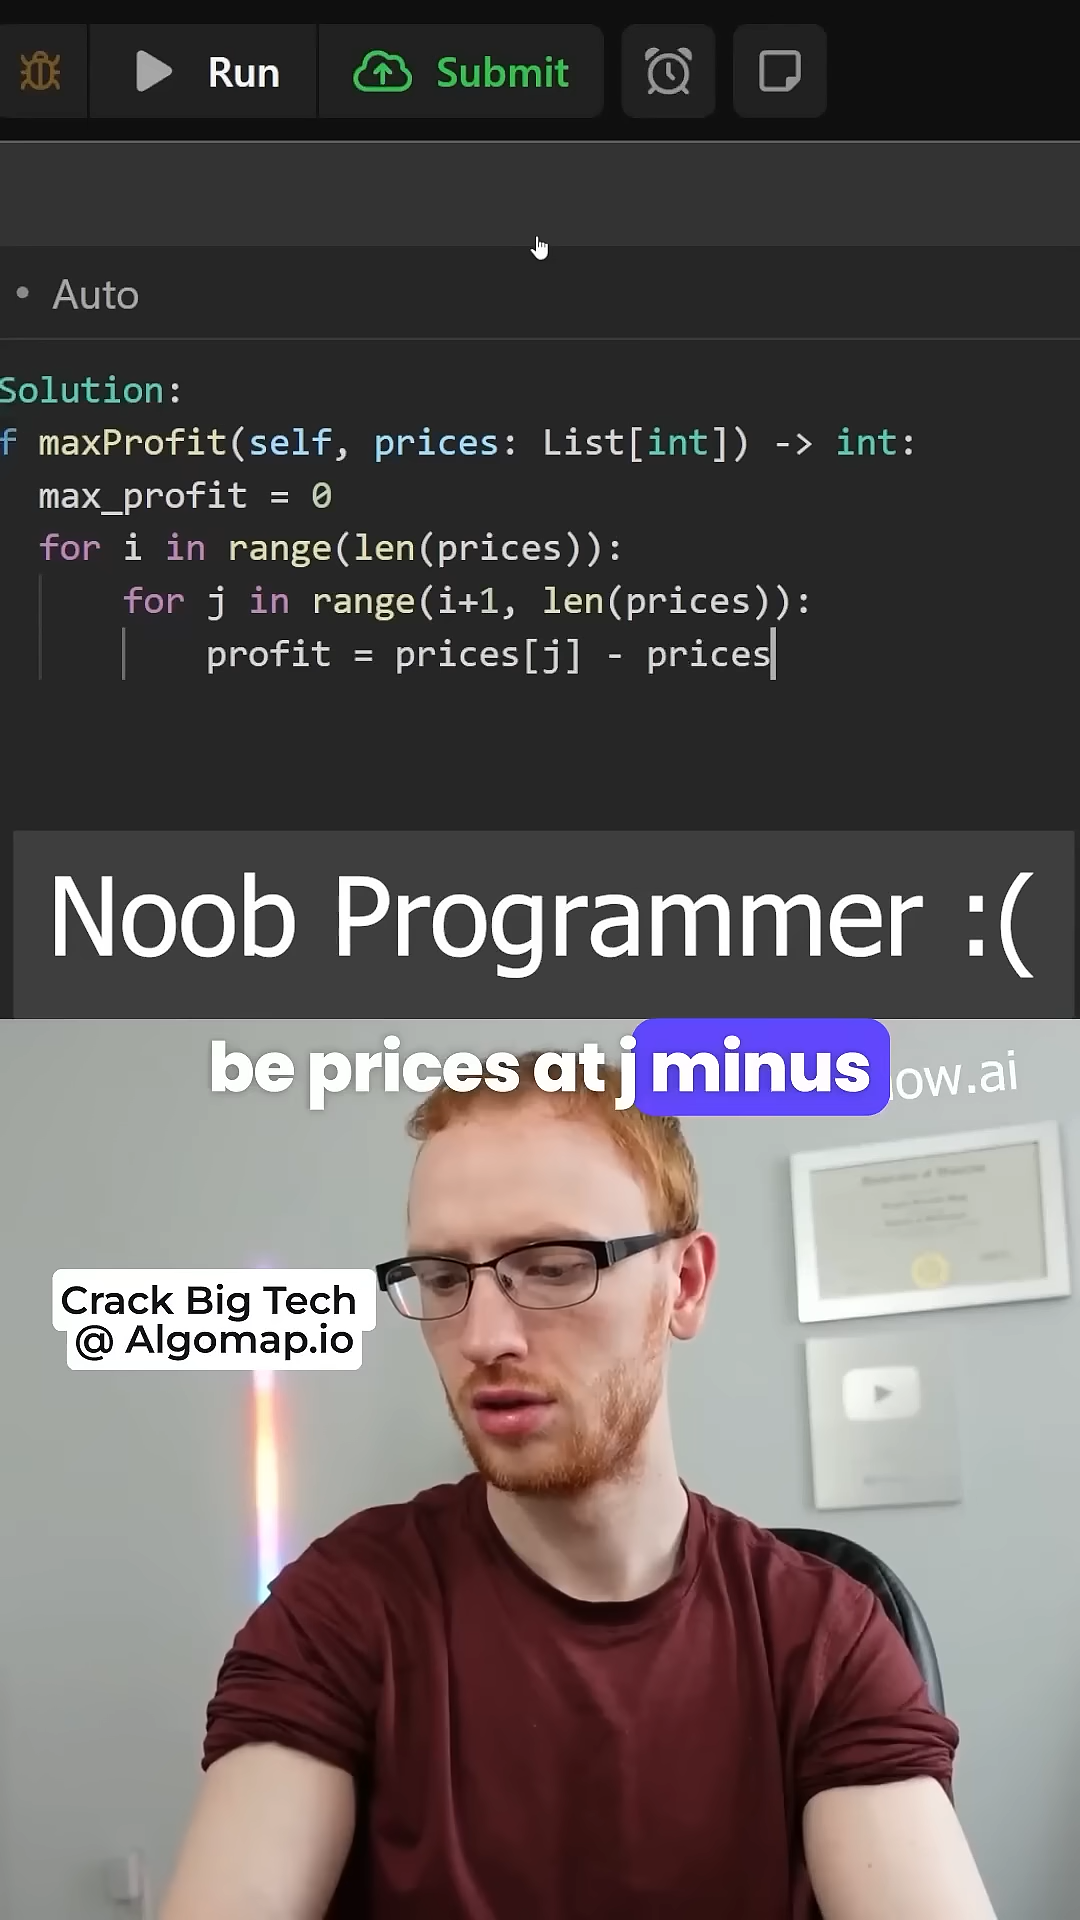 Run
Submit
• Auto
Solution:
f maxProfit(self, prices: List[int]) -> int:
max_profit = 0
for i in range(len(prices)):
for j in range(i+1, len(prices)):
profit = prices[j] - prices
Noob Programmer :(
be prices at j minus
ow.ai
Crack Big Tech
@ Algomap.io